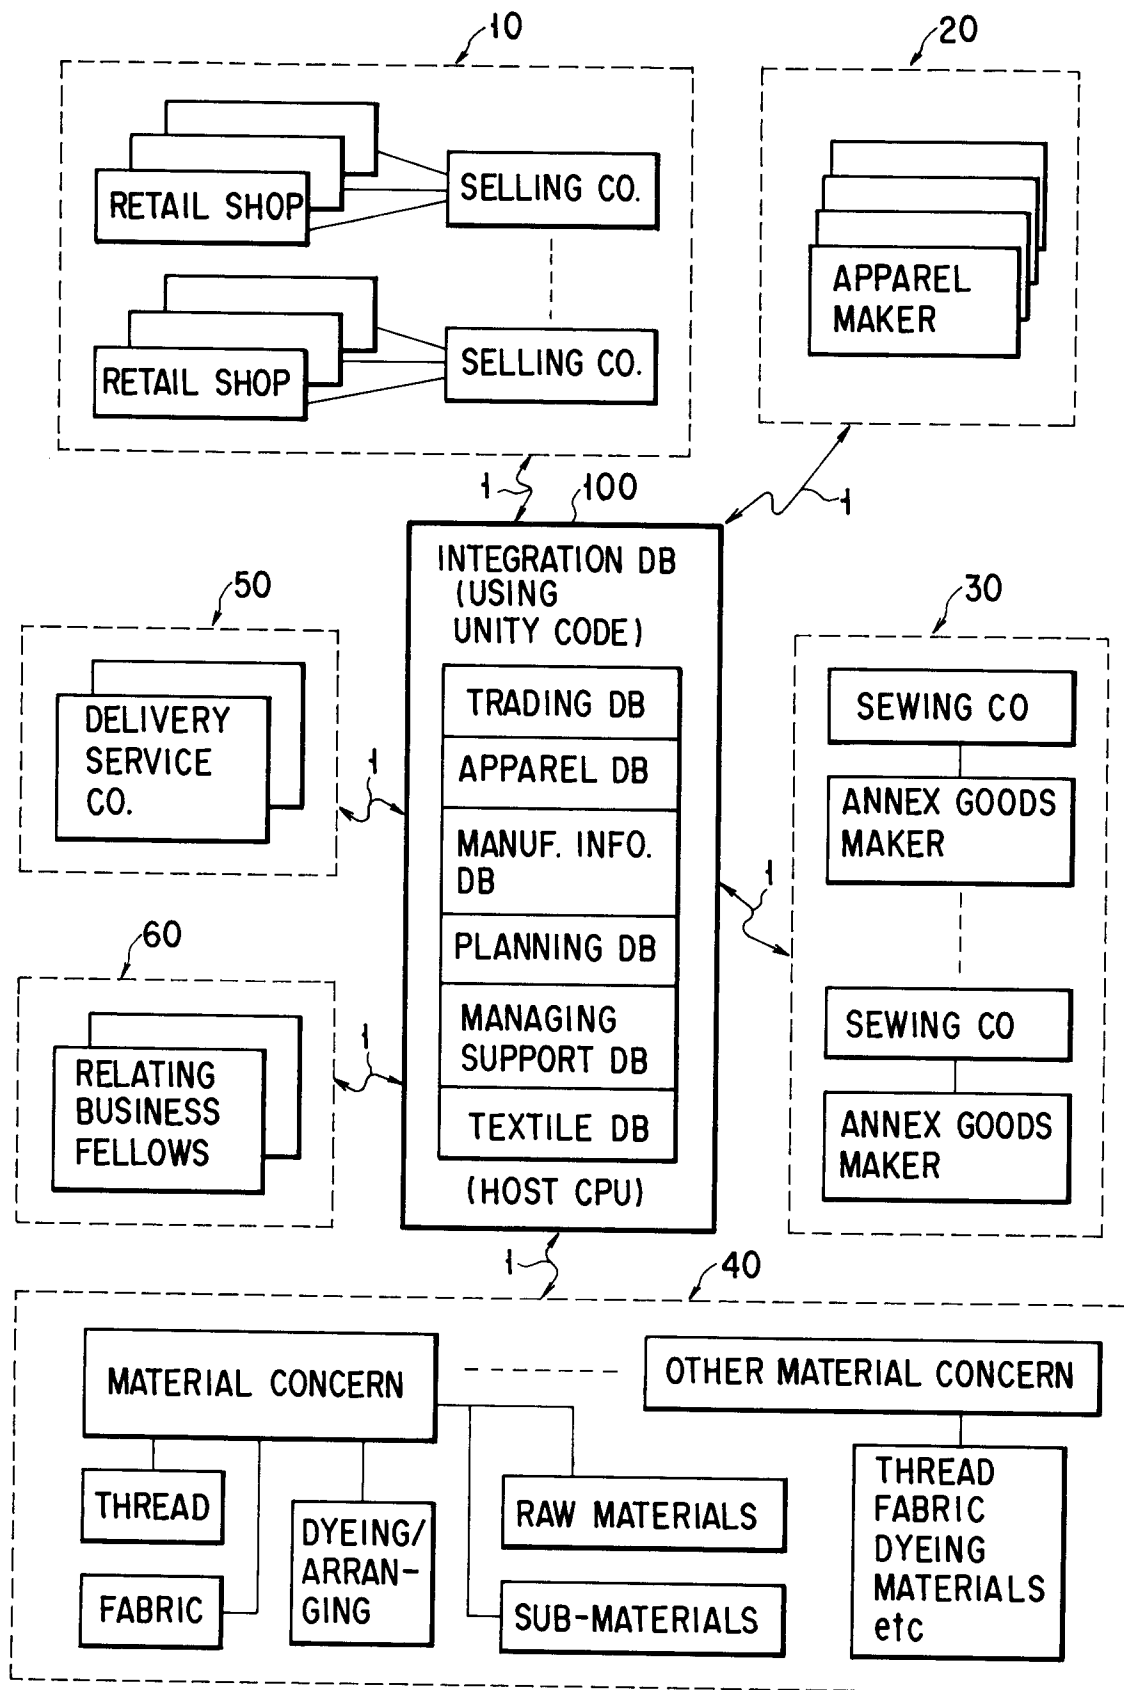 10
20
RETAIL SHOP
SELLING CO.
APPAREL
MAKER
RETAIL SHOP
SELLING CO.
1
100
1
INTEGRATION DB
(USING
UNITY CODE)
TRADING DB
APPAREL DB
MANUF. INFO.
DB
PLANNING DB
MANAGING
SUPPORT DB
TEXTILE DB
(HOST CPU)
50
DELIVERY
SERVICE
CO.
1
30
SEWING CO
ANNEX GOODS
MAKER
1
SEWING CO
ANNEX GOODS
MAKER
60
RELATING
BUSINESS
FELLOWS
1
1
40
MATERIAL CONCERN
OTHER MATERIAL CONCERN
THREAD
FABRIC
DYEING/
ARRAN-
GING
RAW MATERIALS
SUB-MATERIALS
THREAD
FABRIC
DYEING
MATERIALS
etc